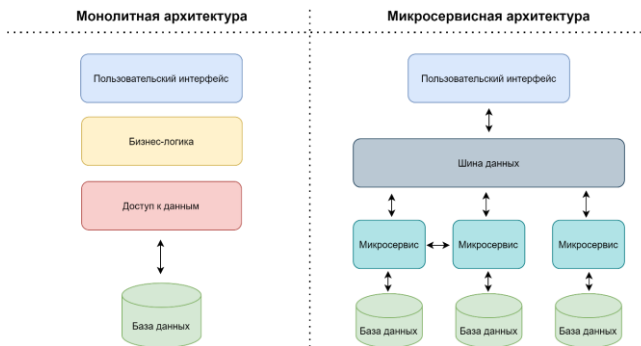 Монолитная архитектура
Пользовательский интерфейс
Бизнес-логика
Доступ к данным
База данных
Микросервисная архитектура
Пользовательский интерфейс
Шина данных
Микросервис
Микросервис
Микросервис
База данных
База данных
База данных